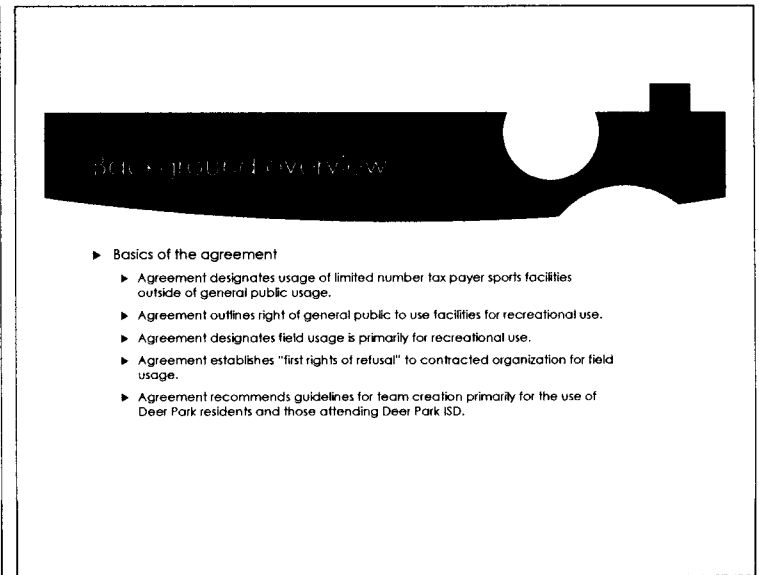 Background overview
Basics of the agreement
Agreement designates usage of limited number tax payer sports facilities
outside of general public usage.
Agreement outlines right of general public to use facilities for recreational use.
Agreement designates field usage is primarily for recreational use.
Agreement establishes "first rights of refusal" to contracted organization for field
usage.
Agreement recommends guidelines for team creation primarily for the use of
Deer Park residents and those attending Deer Park ISD.